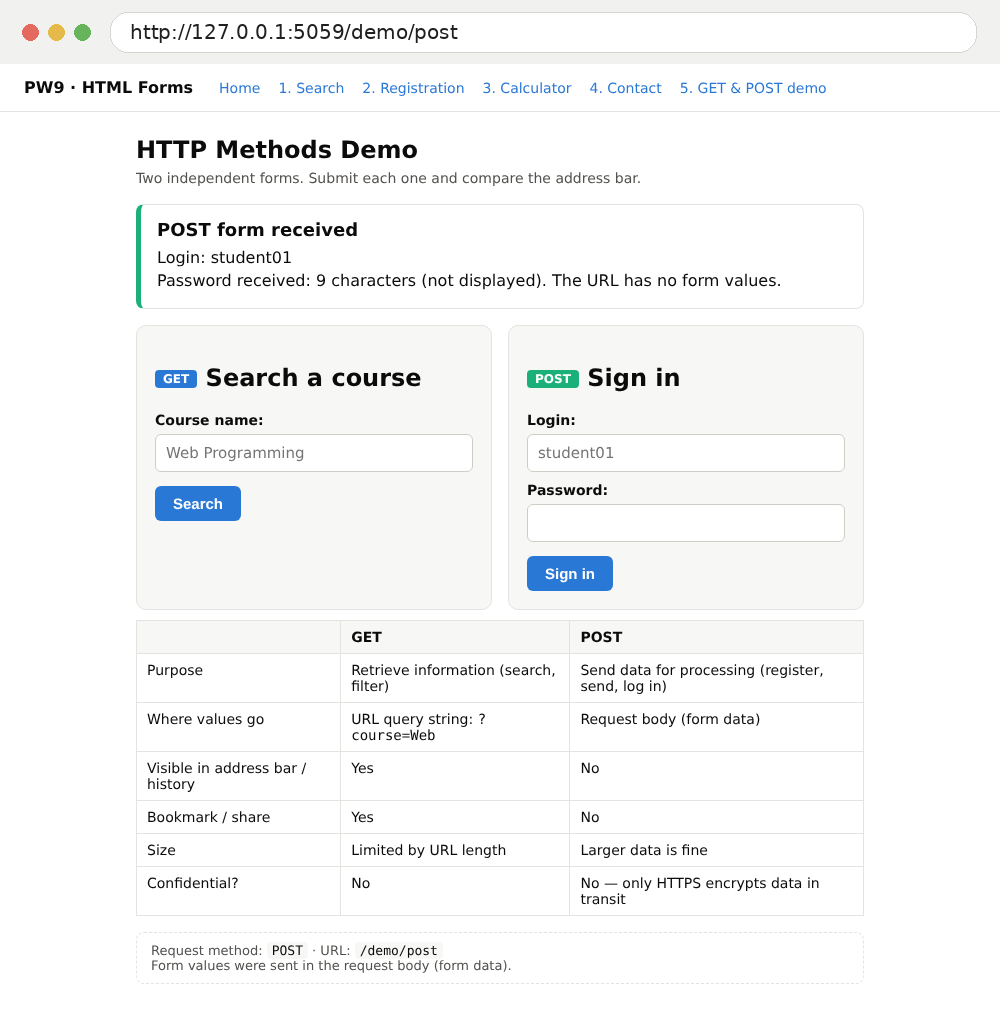 http://127.0.0.1:5059/demo/post
PW9 · HTML Forms Home 1. Search 2. Registration 3. Calculator 4. Contact 5. GET & POST demo
HTTP Methods Demo
Two independent forms. Submit each one and compare the address bar.
POST form received
Login: student01
Password received: 9 characters (not displayed). The URL has no form values.
GET Search a course
Course name:
Web Programming
Search
POST Sign in
Login:
student01
Password:
Sign in
GET POST
Purpose
Retrieve information (search,
filter)
Send data for processing (register,
send, log in)
Where values go
URL query string: ?
course=Web
Request body (form data)
Visible in address bar /
history
Yes
No
Bookmark / share
Yes
No
Size
Limited by URL length
Larger data is fine
Confidential?
No
No — only HTTPS encrypts data in
transit
Request method: POST · URL: /demo/post
Form values were sent in the request body (form data).